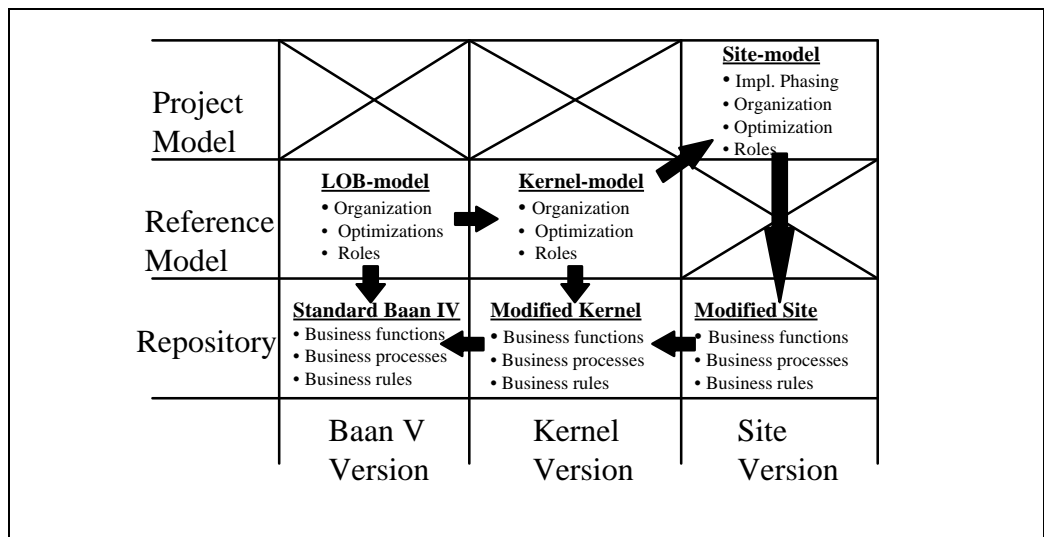 Project
Model
Site-model
• Impl. Phasing
• Organization
• Optimization
• Roles
Reference
Model
LOB-model
• Organization
• Optimizations
• Roles
Kernel-model
• Organization
• Optimization
• Roles
Repository
Standard Baan IV
• Business functions
• Business processes
• Business rules
Modified Kernel
• Business functions
• Business processes
• Business rules
Modified Site
• Business functions
• Business processes
• Business rules
Baan V
Version
Kernel
Version
Site
Version